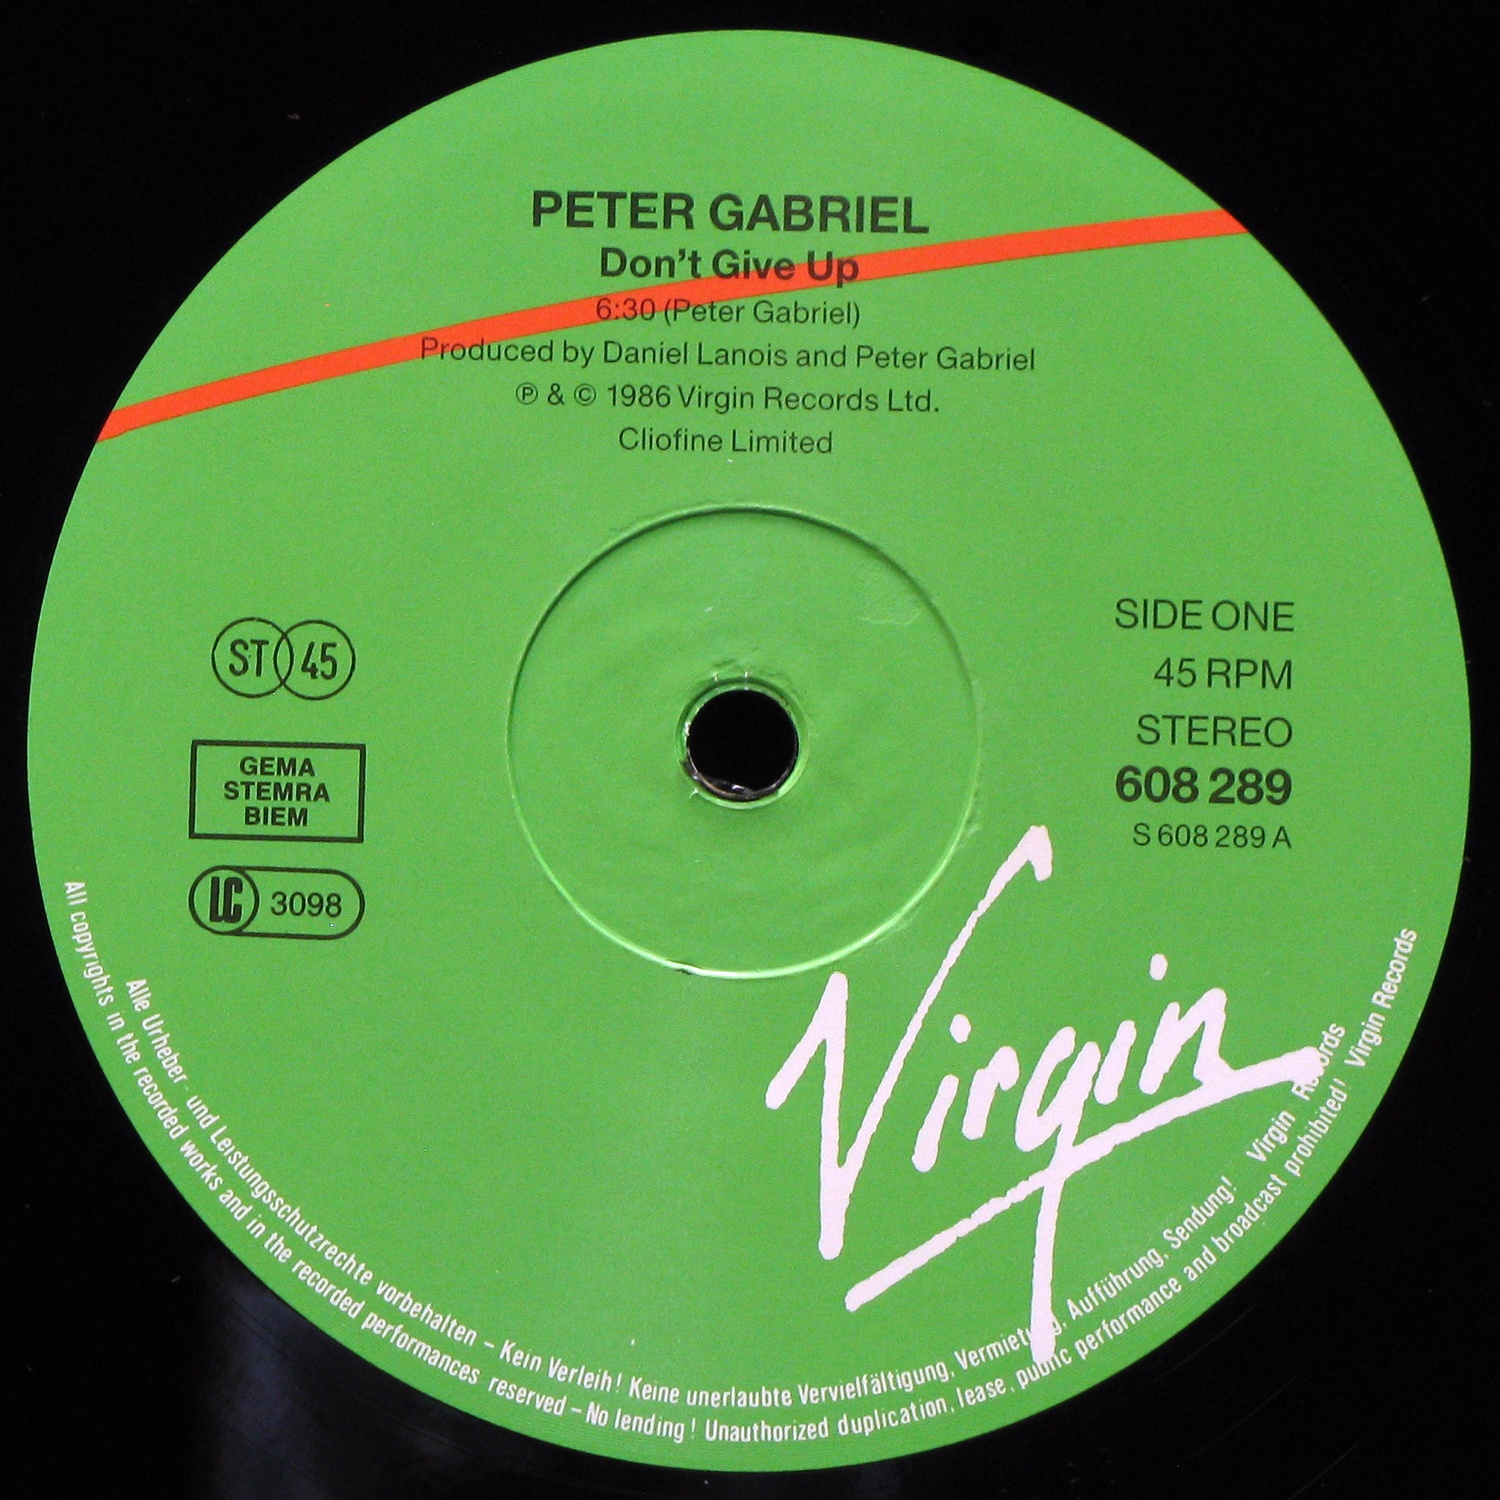 PETER GABRIEL
Don't Give Up
6:30 (Peter Gabriel)
Produced by Daniel Lanois and Peter Gabriel
℗ & © 1986 Virgin Records Ltd.
Cliofine Limited
ST 45
GEMA
STEMRA
BIEM
LC 3098
SIDE ONE
45 RPM
STEREO
608 289
S 608 289 A
Virgin
Alle Urheber- und Leistungsschutzrechte vorbehalten – Kein Verleih! Keine unerlaubte Vervielfältigung, Vermietung, Aufführung, Sendung! Virgin Records
All copyrights in the recorded works and in the recorded performances reserved – No lending! Unauthorized duplication, lease, public performance and broadcast prohibited! Virgin Records